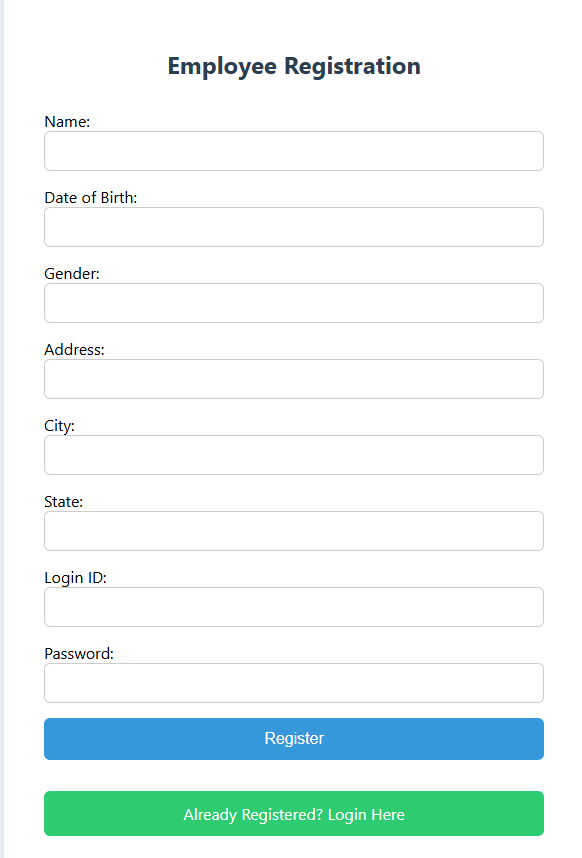 Employee Registration
Name:
Date of Birth:
Gender:
Address:
City:
State:
Login ID:
Password:
Register
Already Registered? Login Here